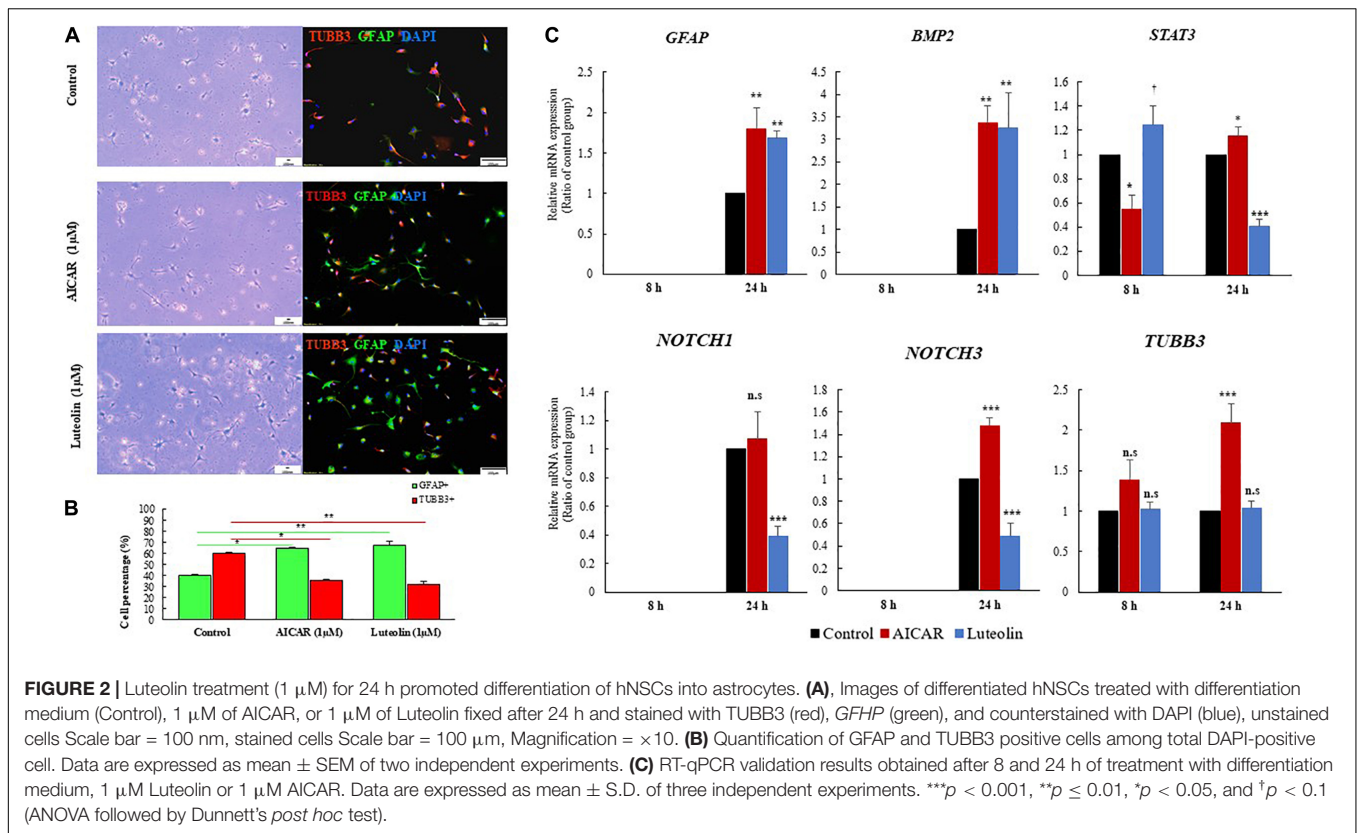 A
Control
TUBB3 GFAP DAPI
AICAR (1µM)
TUBB3 GFAP DAPI
Luteolin (1µM)
TUBB3 GFAP DAPI
B
GFAP+
TUBB3+
Cell percentage (%)
90
80
70
60
50
40
30
20
10
0
**
**
*
*
Control AICAR (1µM) Luteolin (1µM)
C
GFAP
Relative mRNA expression
(Ratio of control group)
2.5
2
1.5
1
0.5
0
**
**
8 h 24 h
BMP2
4.5
4
3.5
3
2.5
2
1.5
1
0.5
0
**
**
8 h 24 h
STAT3
1.6
1.4
1.2
1
0.8
0.6
0.4
0.2
0
*
†
*
***
8 h 24 h
NOTCH1
Relative mRNA expression
(Ratio of control group)
1.4
1.2
1
0.8
0.6
0.4
0.2
0
n.s
***
8 h 24 h
NOTCH3
1.8
1.6
1.4
1.2
1
0.8
0.6
0.4
0.2
0
***
***
8 h 24 h
TUBB3
2.5
2
1.5
1
0.5
0
n.s
n.s
***
n.s
8 h 24 h
Control AICAR Luteolin
FIGURE 2 | Luteolin treatment (1 µM) for 24 h promoted differentiation of hNSCs into astrocytes. (A), Images of differentiated hNSCs treated with differentiation
medium (Control), 1 µM of AICAR, or 1 µM of Luteolin fixed after 24 h and stained with TUBB3 (red), GFHP (green), and counterstained with DAPI (blue), unstained
cells Scale bar = 100 nm, stained cells Scale bar = 100 µm, Magnification = ×10. (B) Quantification of GFAP and TUBB3 positive cells among total DAPI-positive
cell. Data are expressed as mean ± SEM of two independent experiments. (C) RT-qPCR validation results obtained after 8 and 24 h of treatment with differentiation
medium, 1 µM Luteolin or 1 µM AICAR. Data are expressed as mean ± S.D. of three independent experiments. ***p < 0.001, **p ≤ 0.01, *p < 0.05, and †p < 0.1
(ANOVA followed by Dunnett's post hoc test).